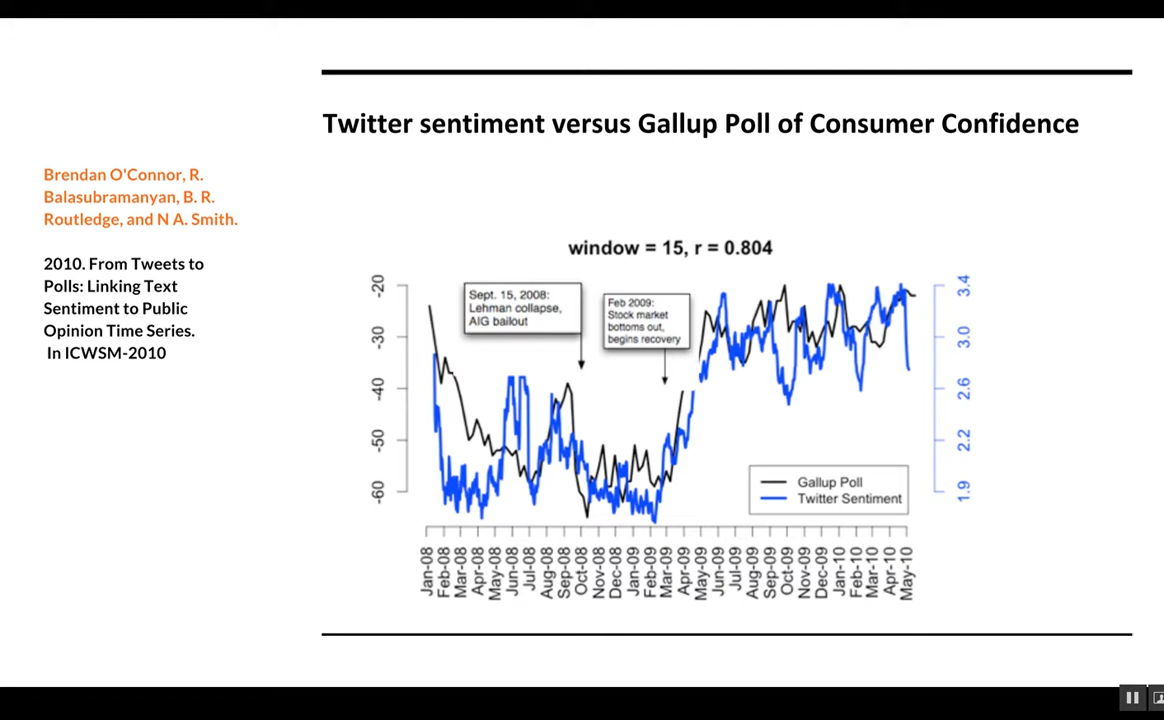 Twitter sentiment versus Gallup Poll of Consumer Confidence
Brendan O'Connor, R.
Balasubramanyan, B. R.
Routledge, and N A. Smith.
2010. From Tweets to
Polls: Linking Text
Sentiment to Public
Opinion Time Series.
In ICWSM-2010
window = 15, r = 0.804
-20
-30
-40
-50
-60
Sept. 15, 2008:
Lehman collapse,
AIG bailout
Feb 2009:
Stock market
bottoms out,
begins recovery
3.4
3.0
2.6
2.2
1.9
Gallup Poll
Twitter Sentiment
Jan-08
Feb-08
Mar-08
Apr-08
May-08
Jun-08
Jul-08
Aug-08
Sep-08
Oct-08
Nov-08
Dec-08
Jan-09
Feb-09
Mar-09
Apr-09
May-09
Jun-09
Jul-09
Aug-09
Sep-09
Oct-09
Nov-09
Dec-09
Jan-10
Feb-10
Mar-10
Apr-10
May-10